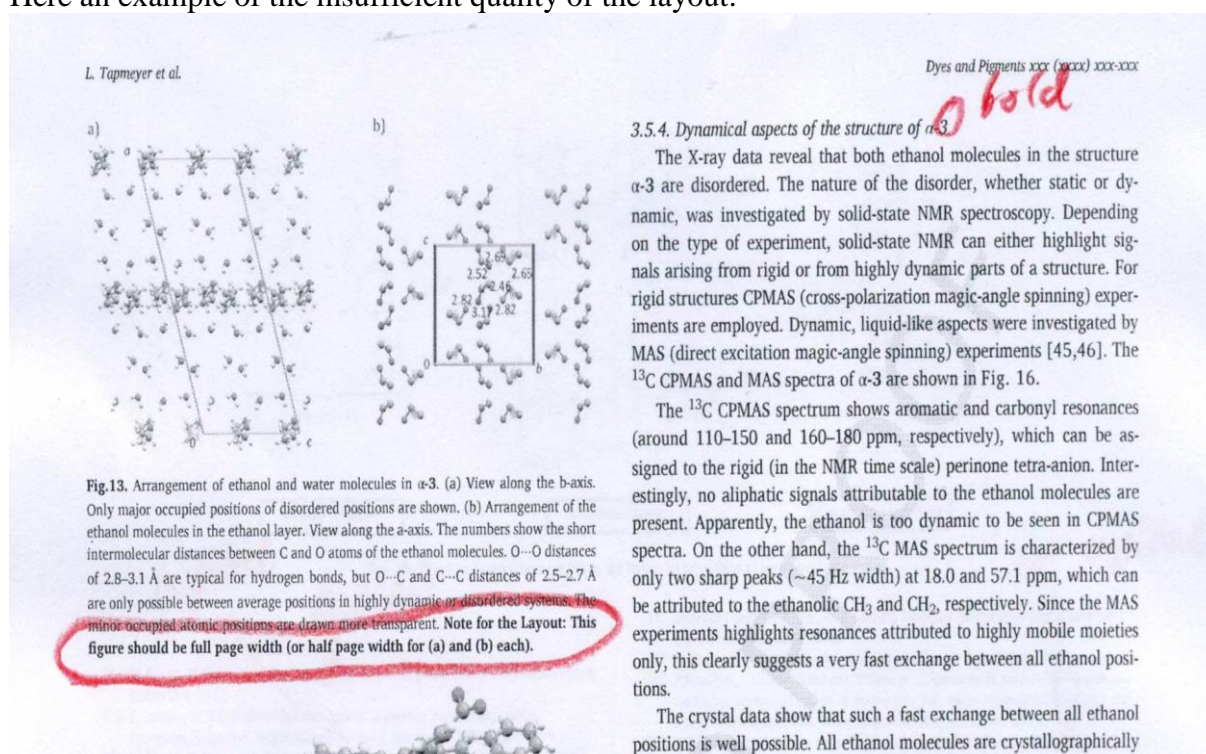 Here an example of the insufficient quality of the layout:
L. Tapmeyer et al.
Dyes and Pigments xxx (xxxx) xxx-xxx
a)
a
0
c
b)
c
2.65
2.52 2.65
2.46
2.82
3.17 2.82
0
b
Fig.13. Arrangement of ethanol and water molecules in α-3. (a) View along the b-axis.
Only major occupied positions of disordered positions are shown. (b) Arrangement of the
ethanol molecules in the ethanol layer. View along the a-axis. The numbers show the short
intermolecular distances between C and O atoms of the ethanol molecules. O···O distances
of 2.8–3.1 Å are typical for hydrogen bonds, but O···C and C···C distances of 2.5–2.7 Å
are only possible between average positions in highly dynamic or disordered systems. The
minor occupied atomic positions are drawn more transparent. Note for the Layout: This
figure should be full page width (or half page width for (a) and (b) each).
bold
3.5.4. Dynamical aspects of the structure of α-3
The X-ray data reveal that both ethanol molecules in the structure
α-3 are disordered. The nature of the disorder, whether static or dy-
namic, was investigated by solid-state NMR spectroscopy. Depending
on the type of experiment, solid-state NMR can either highlight sig-
nals arising from rigid or from highly dynamic parts of a structure. For
rigid structures CPMAS (cross-polarization magic-angle spinning) exper-
iments are employed. Dynamic, liquid-like aspects were investigated by
MAS (direct excitation magic-angle spinning) experiments [45,46]. The
¹³C CPMAS and MAS spectra of α-3 are shown in Fig. 16.
The ¹³C CPMAS spectrum shows aromatic and carbonyl resonances
(around 110–150 and 160–180 ppm, respectively), which can be as-
signed to the rigid (in the NMR time scale) perinone tetra-anion. Inter-
estingly, no aliphatic signals attributable to the ethanol molecules are
present. Apparently, the ethanol is too dynamic to be seen in CPMAS
spectra. On the other hand, the ¹³C MAS spectrum is characterized by
only two sharp peaks (~45 Hz width) at 18.0 and 57.1 ppm, which can
be attributed to the ethanolic CH₃ and CH₂, respectively. Since the MAS
experiments highlights resonances attributed to highly mobile moieties
only, this clearly suggests a very fast exchange between all ethanol posi-
tions.
The crystal data show that such a fast exchange between all ethanol
positions is well possible. All ethanol molecules are crystallographically
PROOF